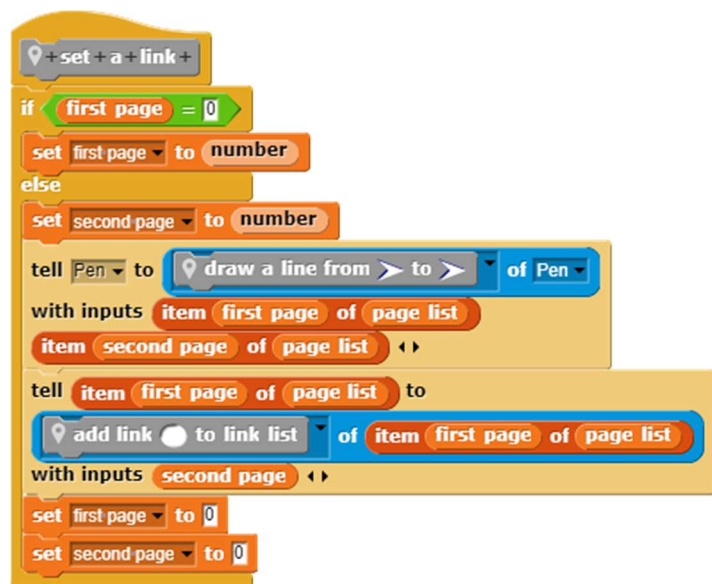 +set+a+link+
if first page = 0
set first page to number
else
set second page to number
tell Pen to draw a line from to of Pen
with inputs item first page of page list
item second page of page list
tell item first page of page list to
add link to link list of item first page of page list
with inputs second page
set first page to 0
set second page to 0